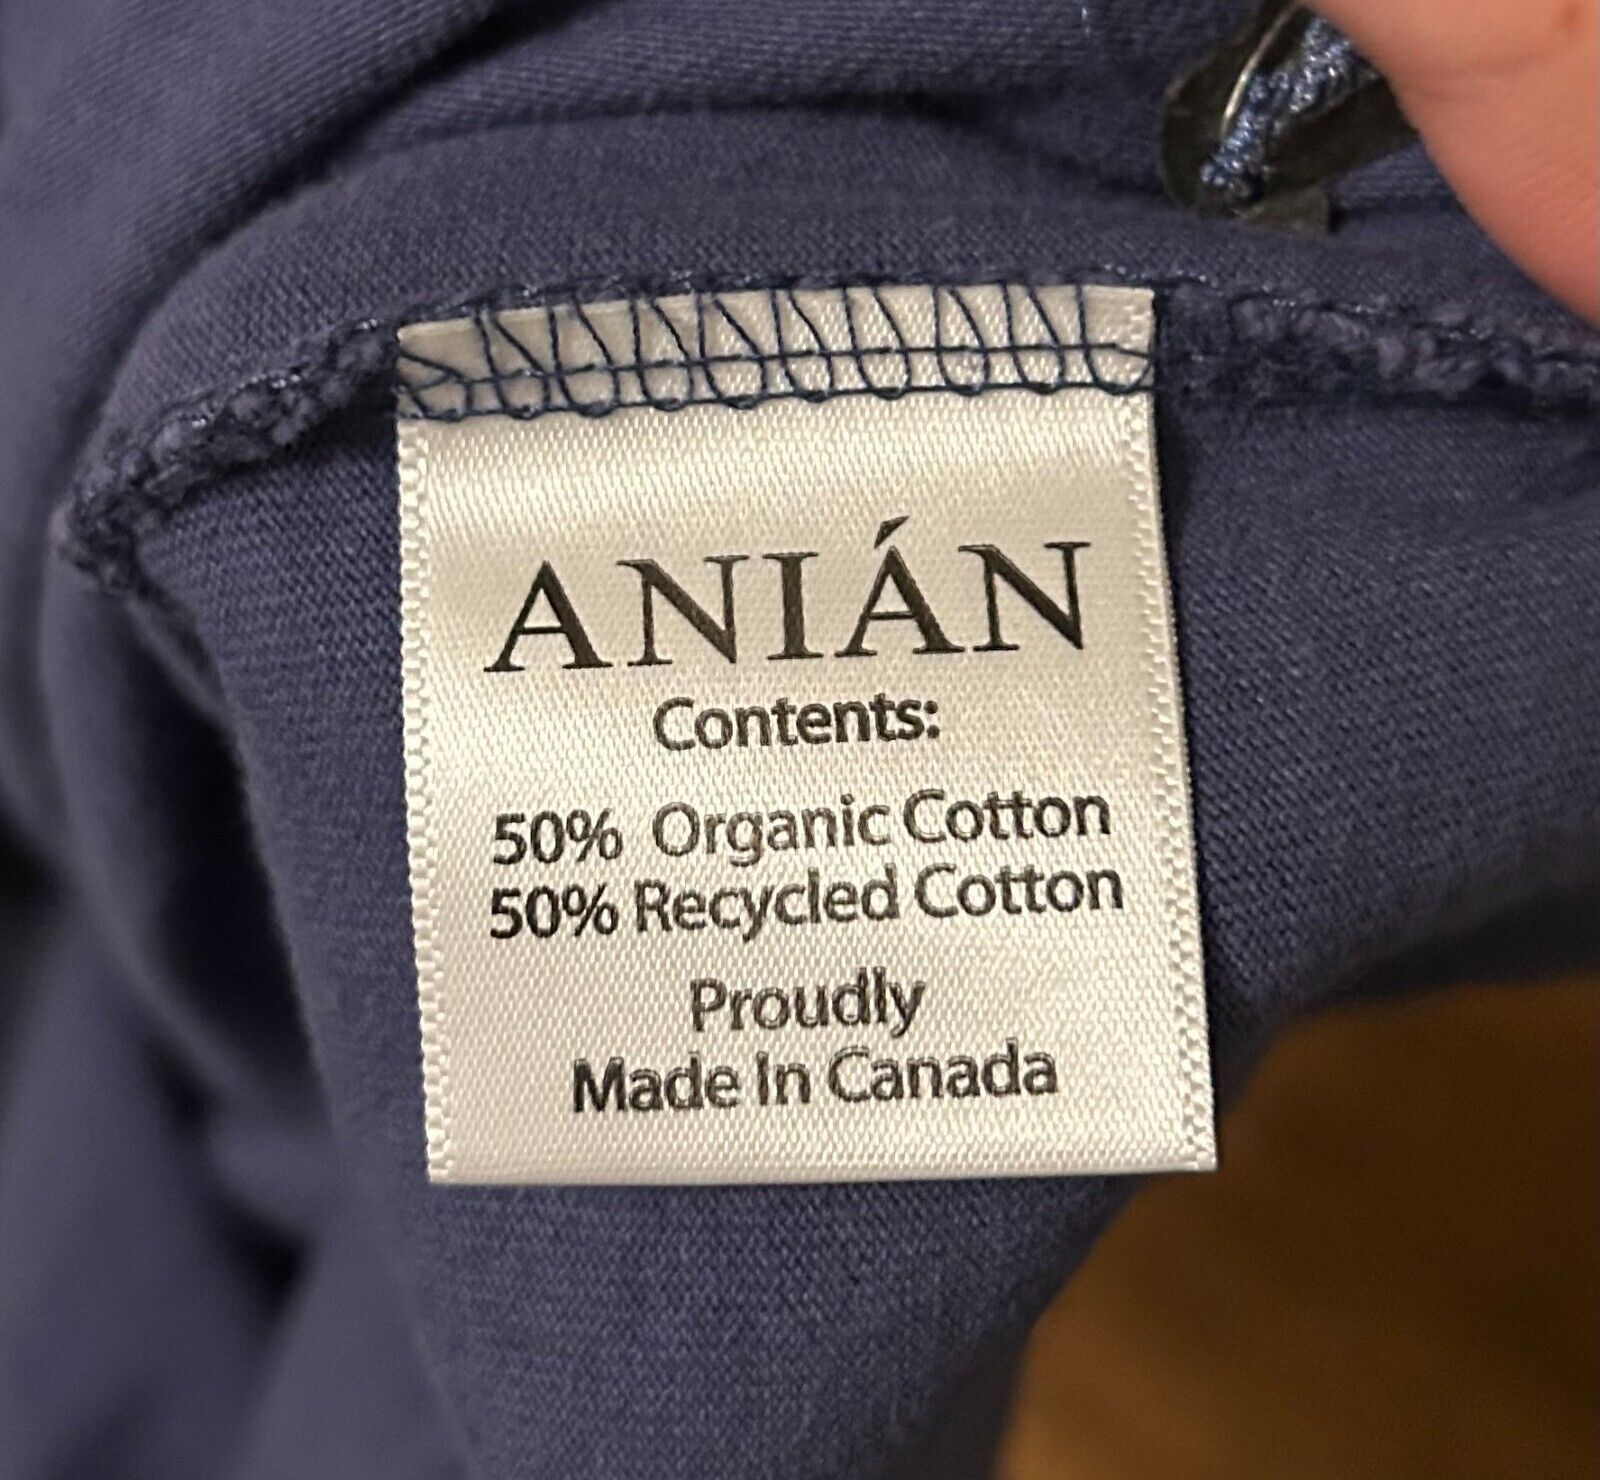 ANIÁN
Contents:
50% Organic Cotton
50% Recycled Cotton
Proudly
Made In Canada